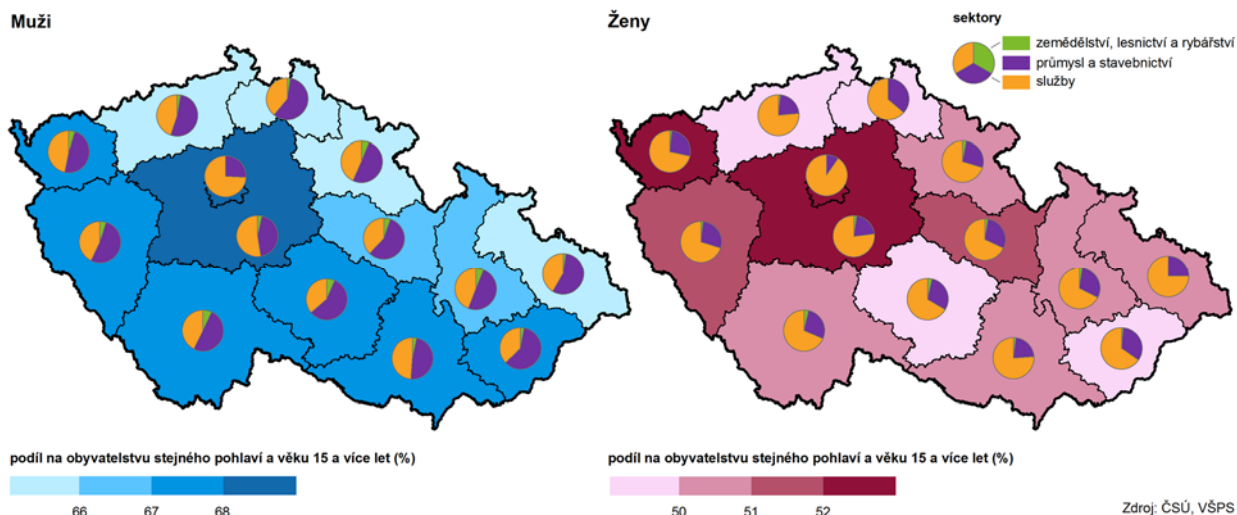 Muži
Ženy
sektory
zemědělství, lesnictví a rybářství
průmysl a stavebnictví
služby
podíl na obyvatelstvu stejného pohlaví a věku 15 a více let (%)
66 67 68
podíl na obyvatelstvu stejného pohlaví a věku 15 a více let (%)
50 51 52
Zdroj: ČSÚ, VŠPS